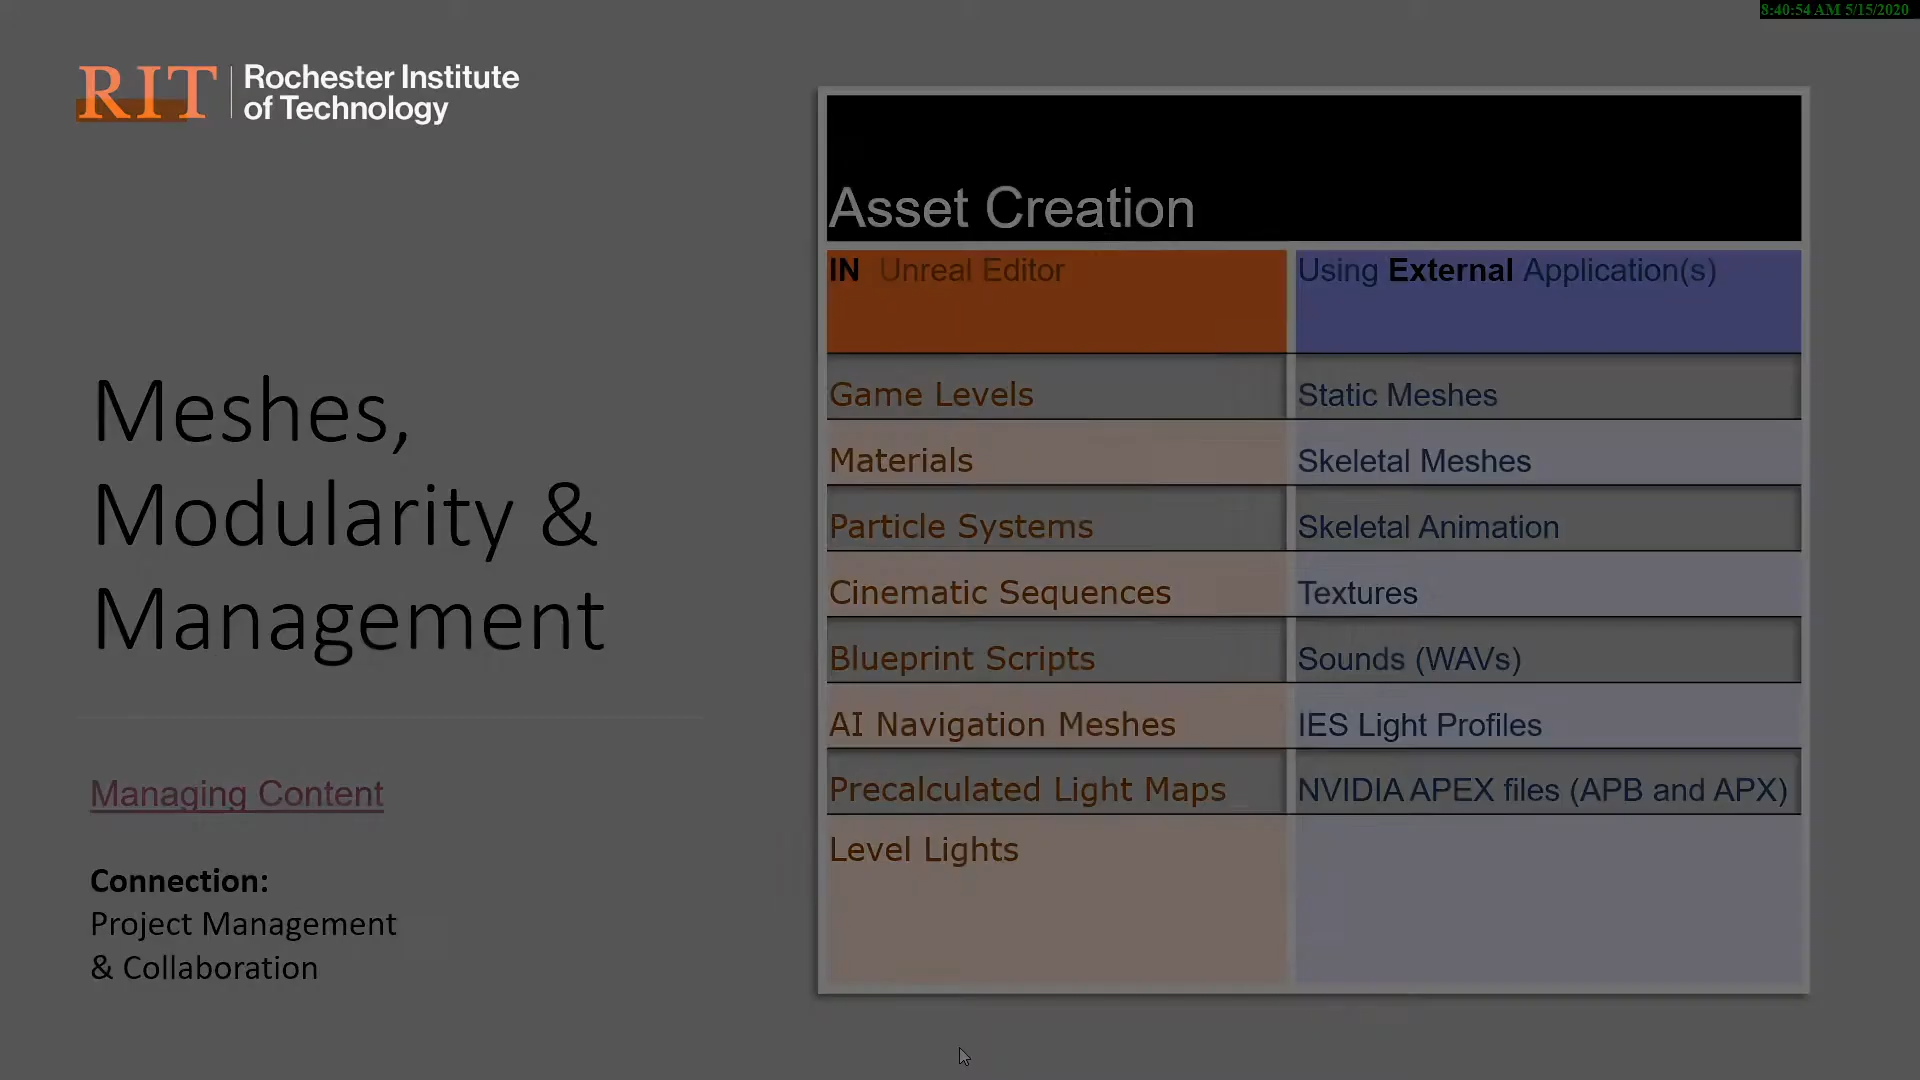 8:40:54 AM 5/15/2020
RIT Rochester Institute
of Technology
Meshes,
Modularity &
Management
Managing Content
Connection:
Project Management
& Collaboration
Asset Creation
IN Unreal Editor
Using External Application(s)
Game Levels
Static Meshes
Materials
Skeletal Meshes
Particle Systems
Skeletal Animation
Cinematic Sequences
Textures
Blueprint Scripts
Sounds (WAVs)
AI Navigation Meshes
IES Light Profiles
Precalculated Light Maps
NVIDIA APEX files (APB and APX)
Level Lights